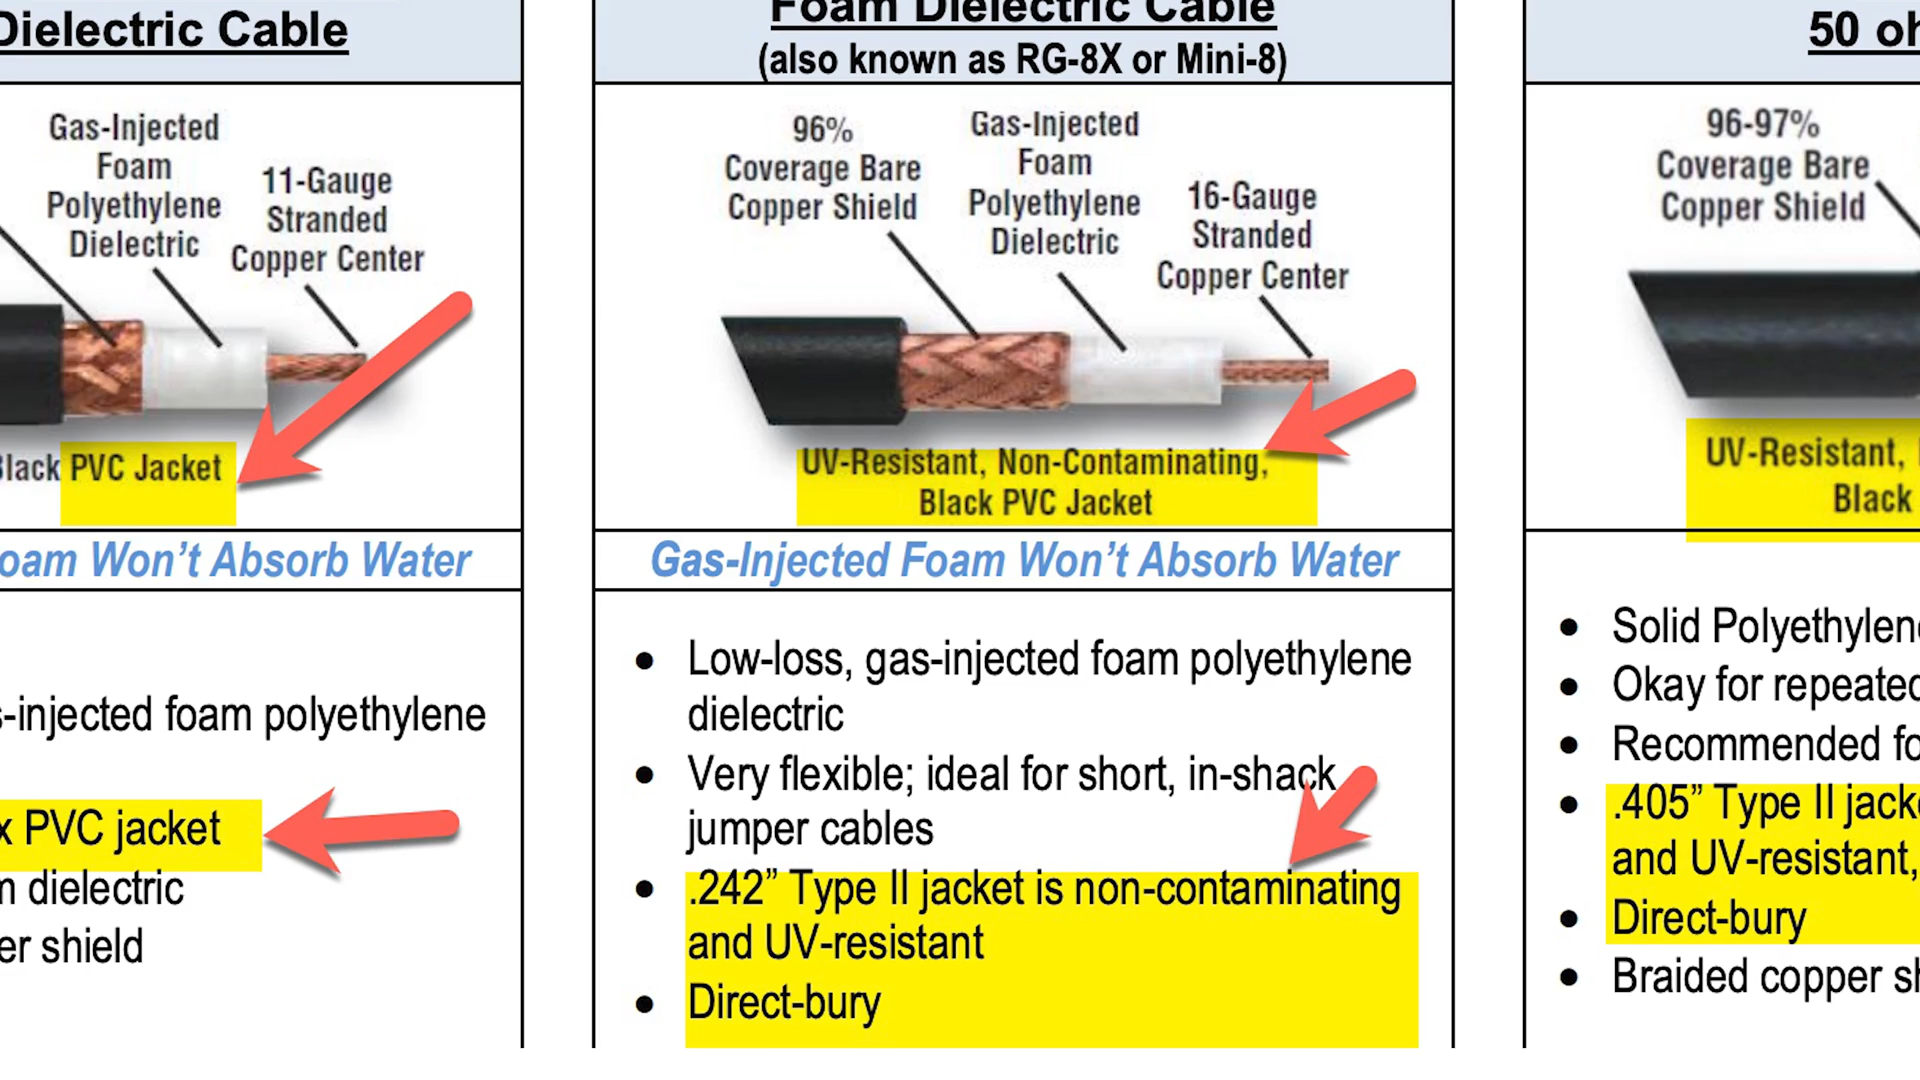 Dielectric Cable
Gas-Injected
Foam
Polyethylene
Dielectric
11-Gauge
Stranded
Copper Center
Black PVC Jacket
oam Won’t Absorb Water
s-injected foam polyethylene
x PVC jacket
m dielectric
er shield
Foam Dielectric Cable
(also known as RG-8X or Mini-8)
96%
Coverage Bare
Copper Shield
Gas-Injected
Foam
Polyethylene
Dielectric
16-Gauge
Stranded
Copper Center
UV-Resistant, Non-Contaminating,
Black PVC Jacket
Gas-Injected Foam Won’t Absorb Water
• Low-loss, gas-injected foam polyethylene
dielectric
• Very flexible; ideal for short, in-shack
jumper cables
• .242” Type II jacket is non-contaminating
and UV-resistant
• Direct-bury
50 oh
96-97%
Coverage Bare
Copper Shield
UV-Resistant,
Black
• Solid Polyethylene
• Okay for repeated
• Recommended fo
• .405” Type II jacke
and UV-resistant,
• Direct-bury
• Braided copper sh